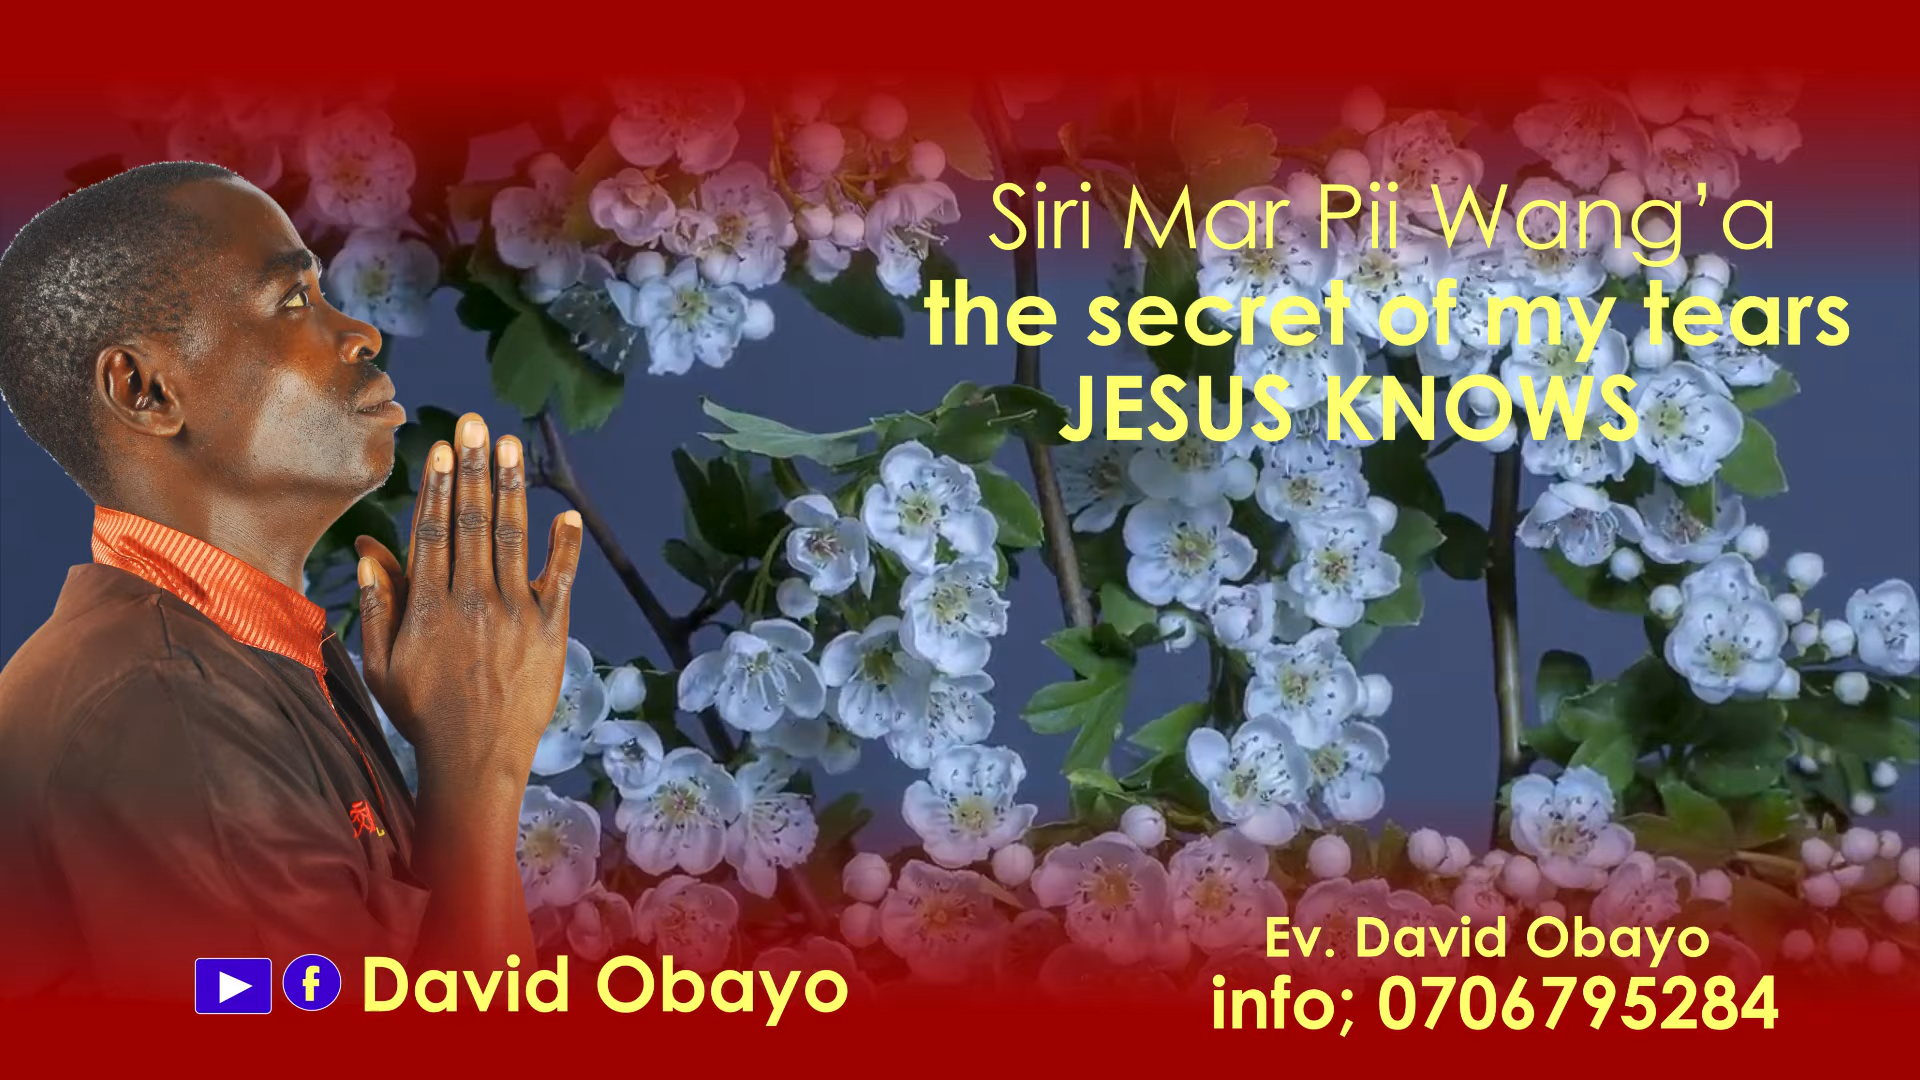 Siri Mar Pii Wang'a
the secret of my tears
JESUS KNOWS
Ev. David Obayo
info; 0706795284
f David Obayo